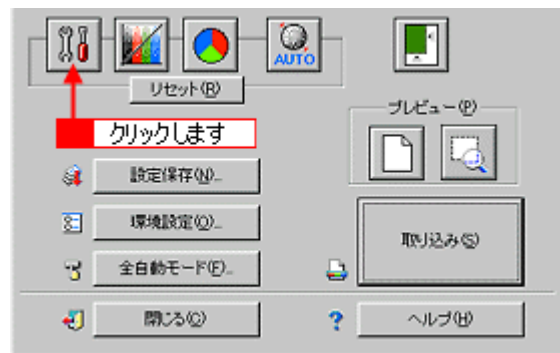 AUTO
リセット(R)
クリックします
プレビュー(P)
設定保存(N)...
環境設定(O)...
取り込み(S)
全自動モード(F)...
閉じる(C)
ヘルプ(H)